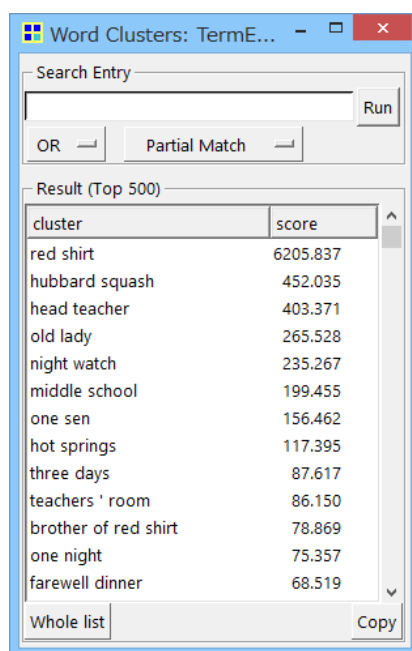 Word Clusters: TermE...
Search Entry
Run
OR Partial Match
Result (Top 500)
cluster score
red shirt 6205.837
hubbard squash 452.035
head teacher 403.371
old lady 265.528
night watch 235.267
middle school 199.455
one sen 156.462
hot springs 117.395
three days 87.617
teachers ' room 86.150
brother of red shirt 78.869
one night 75.357
farewell dinner 68.519
Whole list Copy